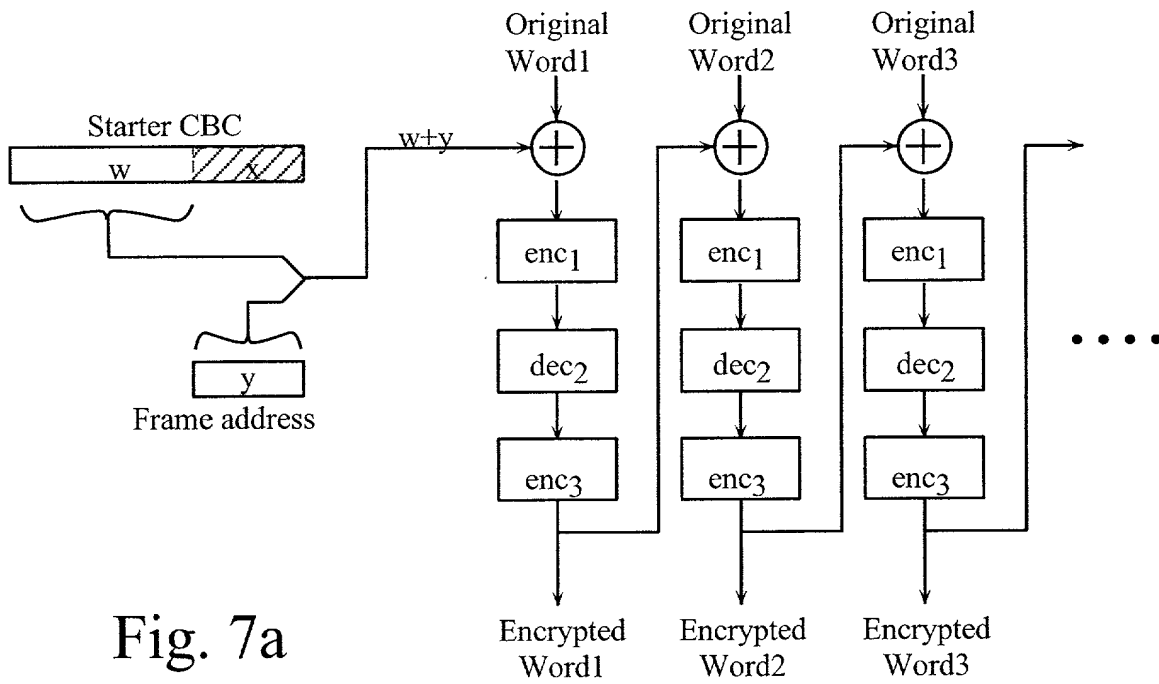 Original
Word1
Original
Word2
Original
Word3
Starter CBC
w
x
w+y
y
Frame address
enc1
enc1
enc1
dec2
dec2
dec2
enc3
enc3
enc3
Encrypted
Word1
Encrypted
Word2
Encrypted
Word3
Fig. 7a